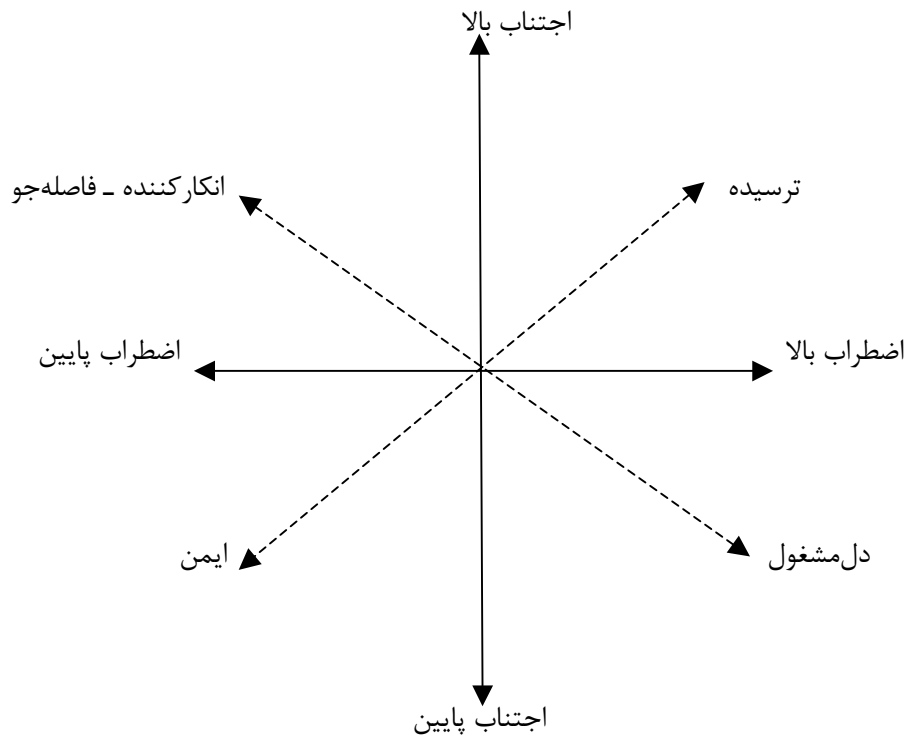 اجتناب بالا
ترسیده
انکارکننده ـ فاصله‌جو
اضطراب بالا
اضطراب پایین
دل‌مشغول
ایمن
اجتناب پایین